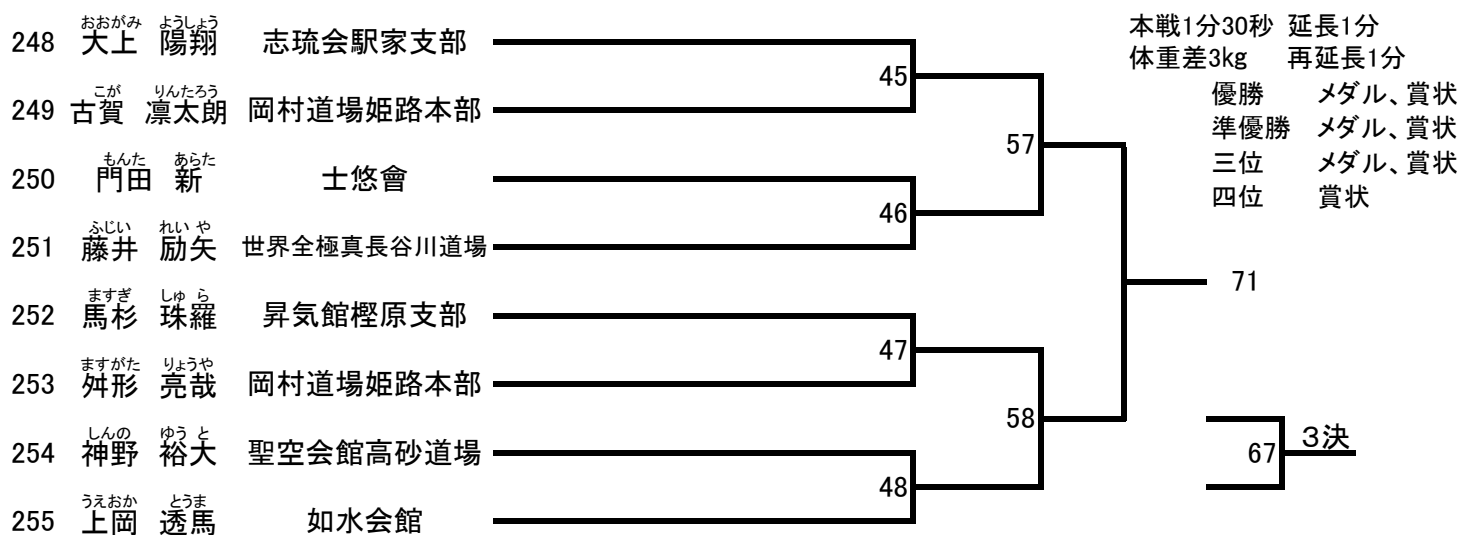 おおがみ ようしょう
248 大上 陽翔 志琉会駅家支部
本戦1分30秒 延長1分
体重差3kg 再延長1分
45
優勝 メダル、賞状
こが りんたろう
249 古賀 凛太朗 岡村道場姫路本部
準優勝 メダル、賞状
57
三位 メダル、賞状
もんた あらた
250 門田 新 士悠會
四位 賞状
46
ふじい れいや
251 藤井 励矢 世界全極真長谷川道場
71
ますぎ しゅら
252 馬杉 珠羅 昇気館樫原支部
47
ますがた りょうや
253 舛形 亮哉 岡村道場姫路本部
58
3決
しんの ゆうと
254 神野 裕大 聖空会館高砂道場
67
48
うえおか とうま
255 上岡 透馬 如水会館